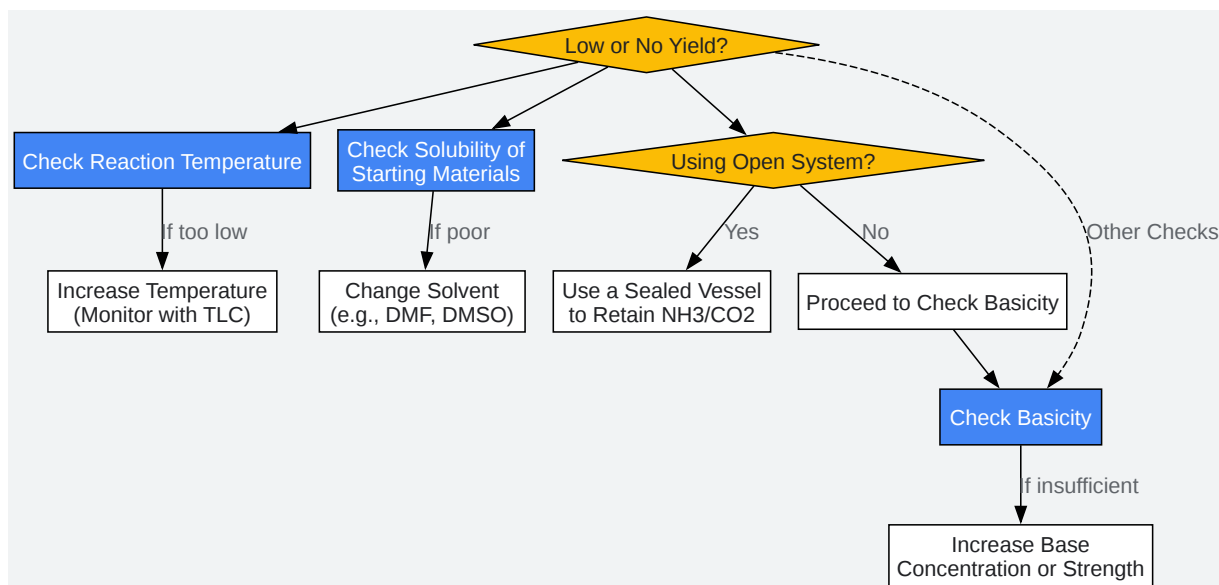 Low or No Yield?
Check Reaction Temperature
Check Solubility of
Starting Materials
Using Open System?
If too low
If poor
Yes
No
Other Checks
Increase Temperature
(Monitor with TLC)
Change Solvent
(e.g., DMF, DMSO)
Use a Sealed Vessel
to Retain NH3/CO2
Proceed to Check Basicity
Check Basicity
If insufficient
Increase Base
Concentration or Strength